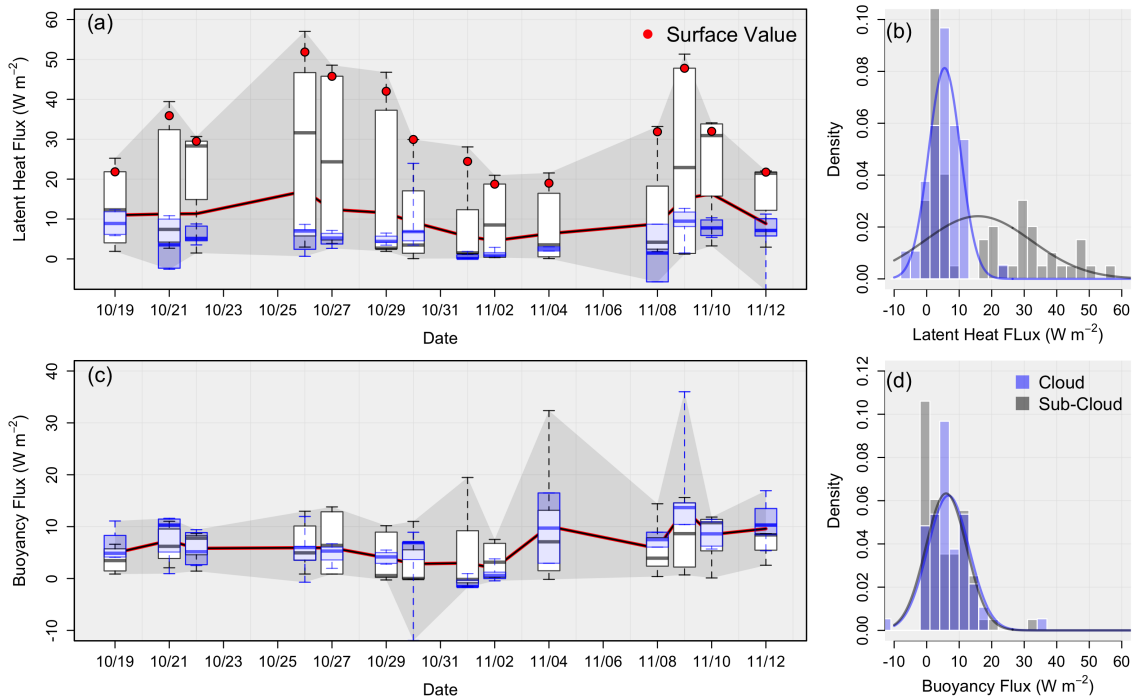 (a)
Surface Value
Latent Heat Flux (W m⁻²)
60
50
40
30
20
10
0
10/19 10/21 10/23 10/25 10/27 10/29 10/31 11/02 11/04 11/06 11/08 11/10 11/12
Date
(b)
Density
0.10
0.08
0.06
0.04
0.02
0.00
-10 0 10 20 30 40 50 60
Latent Heat FLux (W m⁻²)
(c)
Buoyancy Flux (W m⁻²)
40
30
20
10
0
-10
10/19 10/21 10/23 10/25 10/27 10/29 10/31 11/02 11/04 11/06 11/08 11/10 11/12
Date
(d)
Cloud
Sub-Cloud
Density
0.12
0.10
0.08
0.06
0.04
0.02
0.00
-10 0 10 20 30 40 50 60
Buoyancy Flux (W m⁻²)